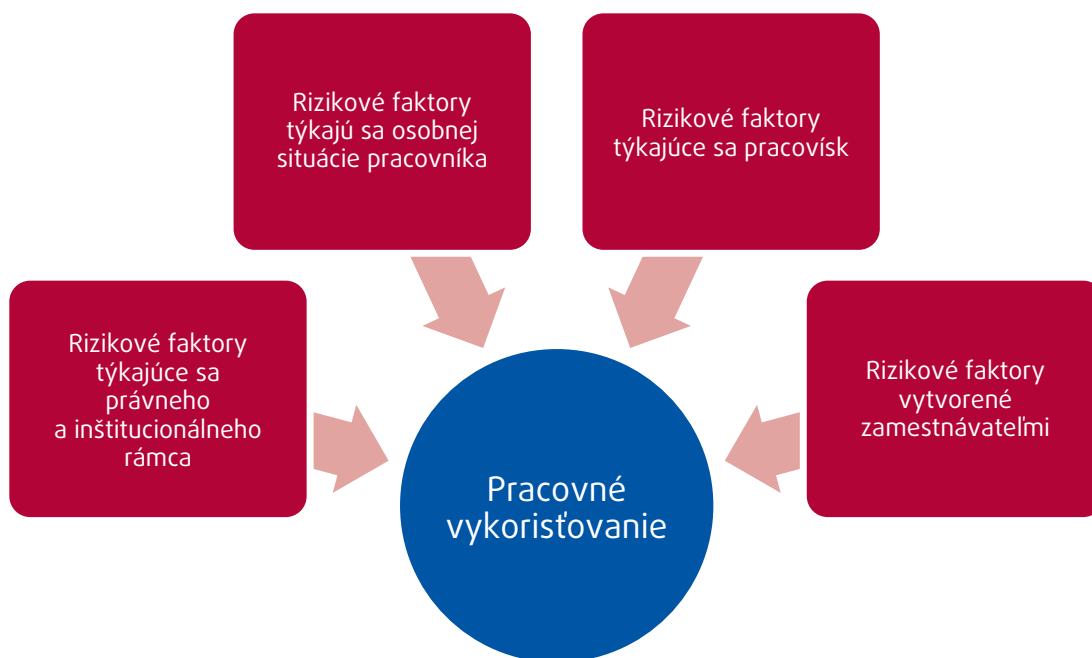 Rizikové faktory
týkajú sa osobnej
situácie pracovníka
Rizikové faktory
týkajúce sa pracovísk
Rizikové faktory
týkajúce sa
právneho
a inštitucionálneho
rámca
Rizikové faktory
vytvorené
zamestnávateľmi
Pracovné
vykorisťovanie